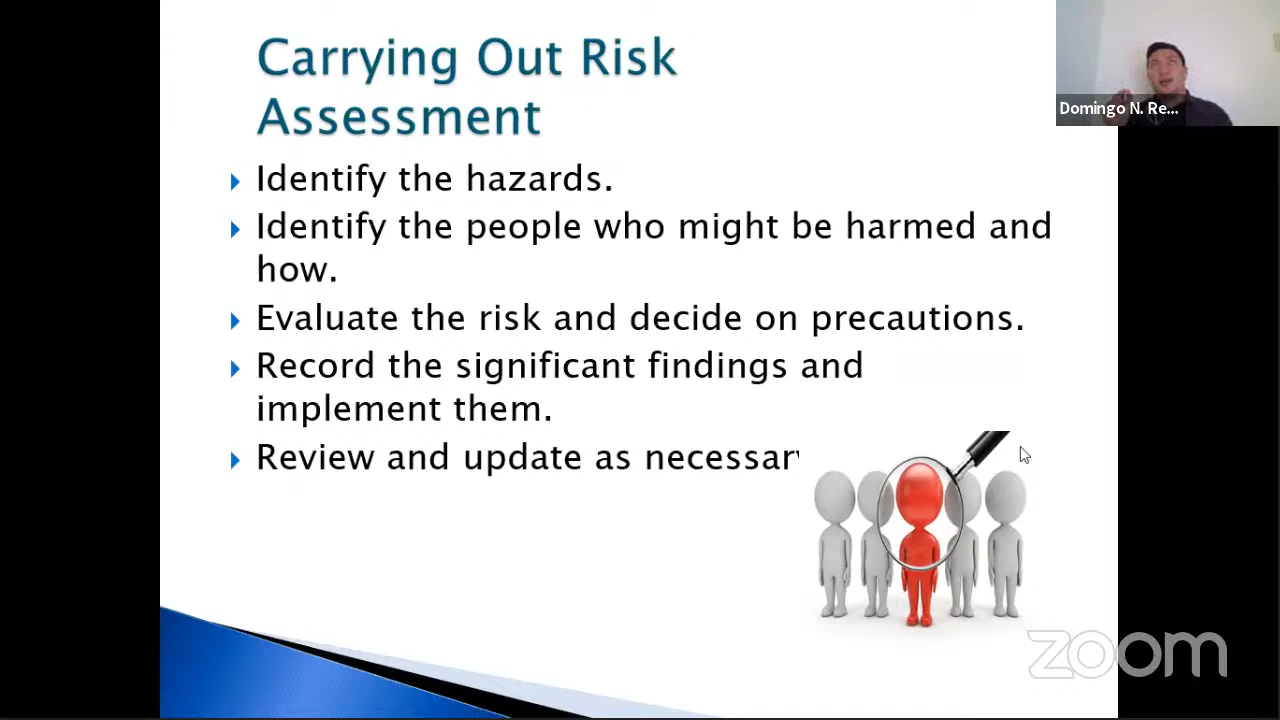 Carrying Out Risk
Assessment
Domingo N. Re...
Identify the hazards.
Identify the people who might be harmed and
how.
Evaluate the risk and decide on precautions.
Record the significant findings and
implement them.
Review and update as necessary
zoom